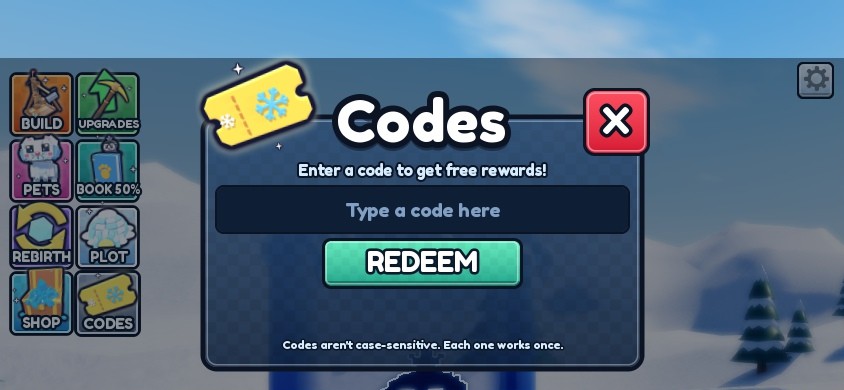 Codes
Enter a code to get free rewards!
Type a code here
REDEEM
Codes aren't case-sensitive. Each one works once.
BUILD
UPGRADES
PETS
BOOK 50%
REBIRTH
PLOT
SHOP
CODES